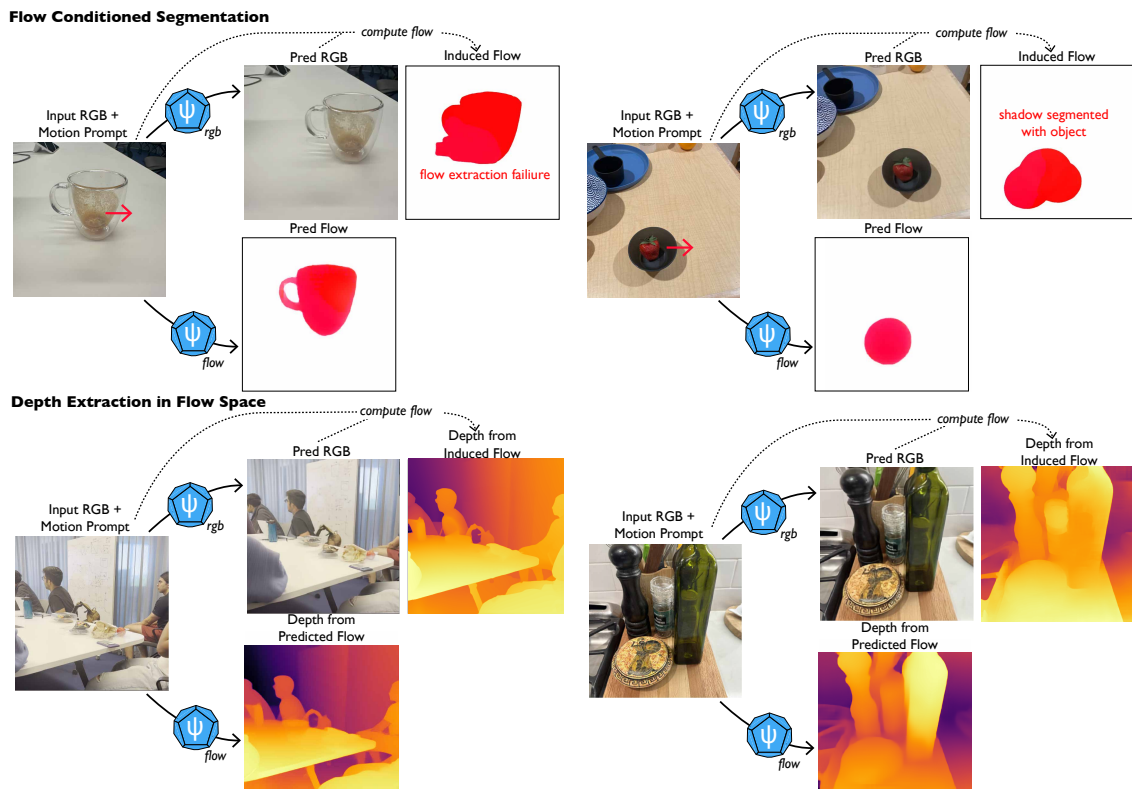 Flow Conditioned Segmentation
compute flow
Pred RGB
Induced Flow
Input RGB +
Motion Prompt
ψ
rgb
flow extraction failiure
Pred Flow
ψ
flow
compute flow
Pred RGB
Induced Flow
Input RGB +
Motion Prompt
ψ
rgb
shadow segmented
with object
Pred Flow
ψ
flow
Depth Extraction in Flow Space
compute flow
Pred RGB
Depth from
Induced Flow
Input RGB +
Motion Prompt
ψ
rgb
Depth from
Predicted Flow
ψ
flow
compute flow
Pred RGB
Depth from
Induced Flow
Input RGB +
Motion Prompt
ψ
rgb
Depth from
Predicted Flow
ψ
flow